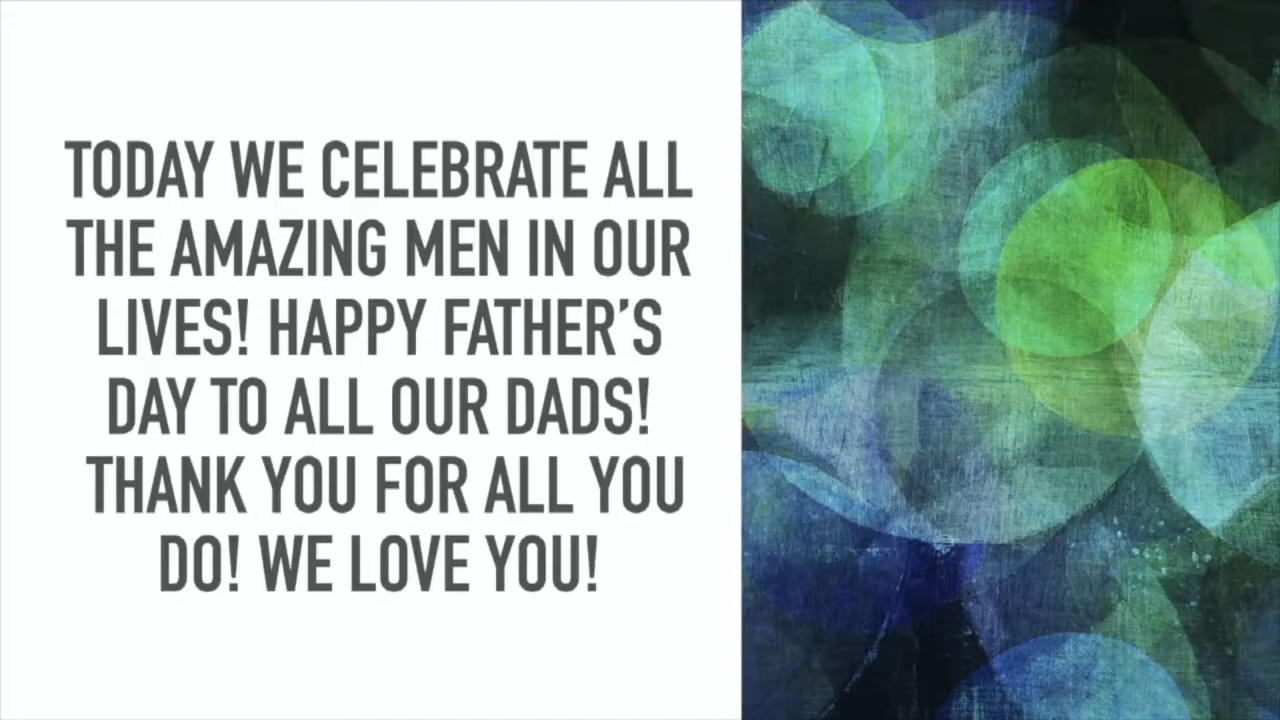 TODAY WE CELEBRATE ALL
THE AMAZING MEN IN OUR
LIVES! HAPPY FATHER’S
DAY TO ALL OUR DADS!
THANK YOU FOR ALL YOU
DO! WE LOVE YOU!